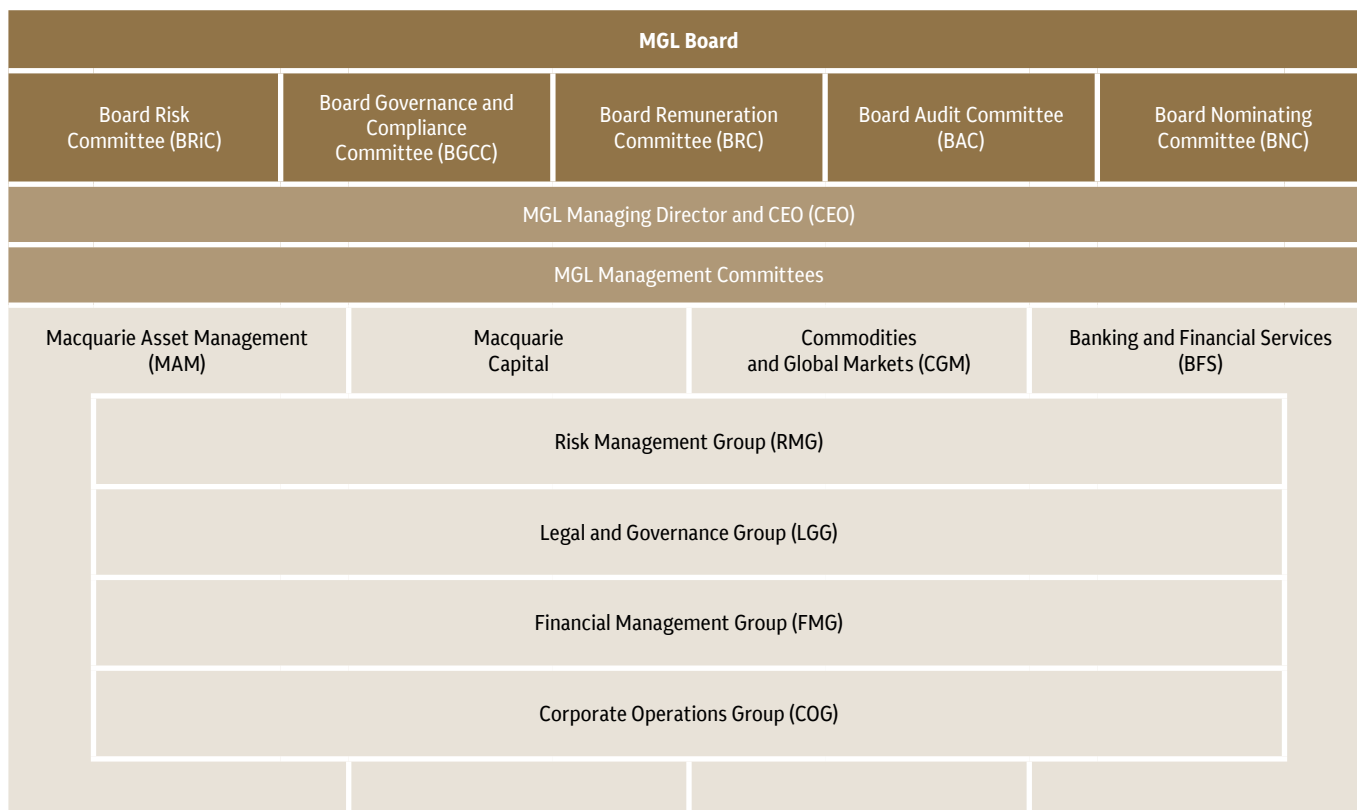 MGL Board
Board Risk
Committee (BRiC)
Board Governance and
Compliance
Committee (BGCC)
Board Remuneration
Committee (BRC)
Board Audit Committee
(BAC)
Board Nominating
Committee (BNC)
MGL Managing Director and CEO (CEO)
MGL Management Committees
Macquarie Asset Management
(MAM)
Macquarie
Capital
Commodities
and Global Markets (CGM)
Banking and Financial Services
(BFS)
Risk Management Group (RMG)
Legal and Governance Group (LGG)
Financial Management Group (FMG)
Corporate Operations Group (COG)